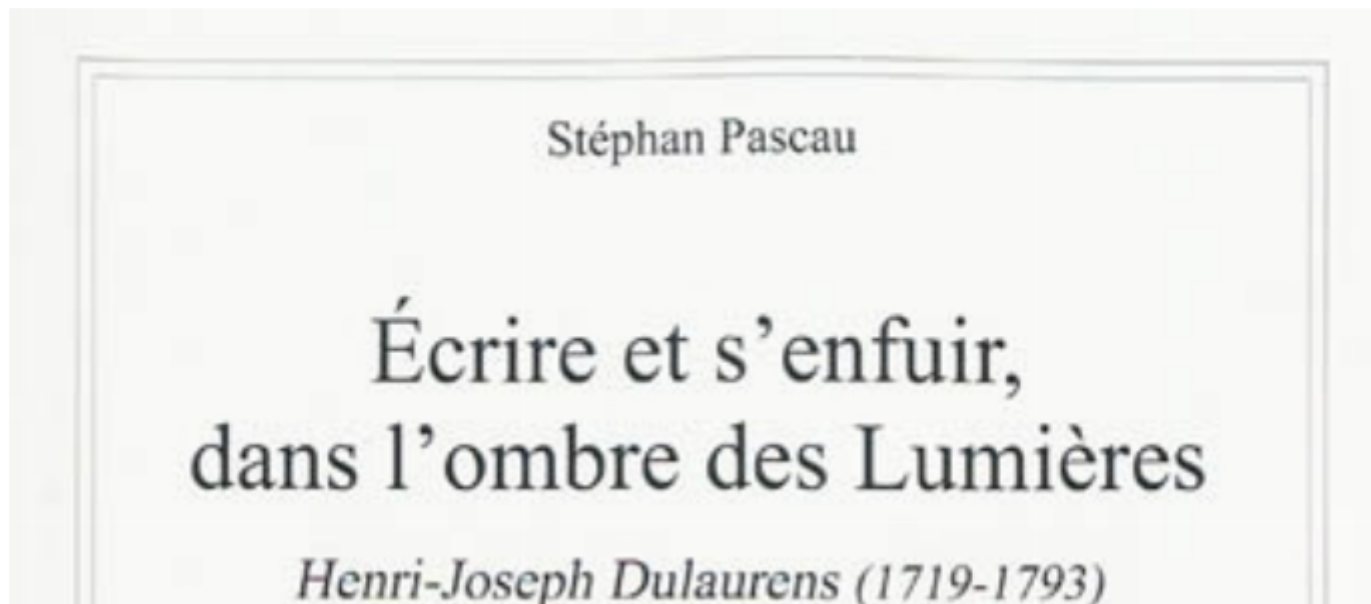 Stéphan Pascau
Écrire et s’enfuir,
dans l’ombre des Lumières
Henri-Joseph Dulaurens (1719-1793)